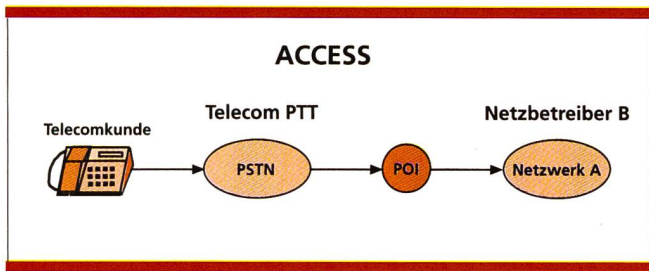 ACCESS
Telecomkunde
Telecom PTT
Netzbetreiber B
PSTN
POI
Netzwerk A